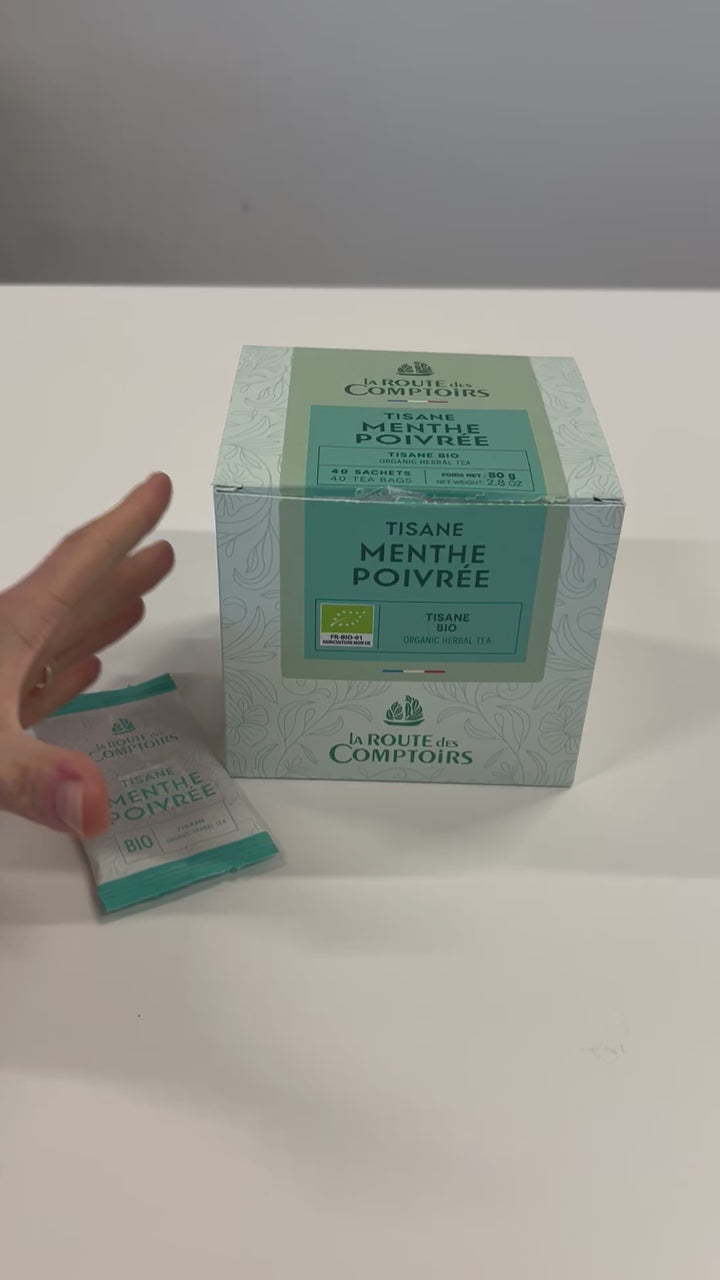 la ROUTE des
COMPTOiRS
TISANE
MENTHE
POIVRÉE
TISANE BIO
ORGANIC HERBAL TEA
40 SACHETS
40 TEA BAGS
POIDS NET : 80 g
NET WEIGHT: 2.8 OZ
TISANE
MENTHE
POIVRÉE
FR-BIO-01
AGRICULTURE NON UE
TISANE
BIO
ORGANIC HERBAL TEA
la ROUTE des
COMPTOiRS
la ROUTE des
COMPTOiRS
TISANE
MENTHE
POIVRÉE
BIO
TISANE
ORGANIC HERBAL TEA